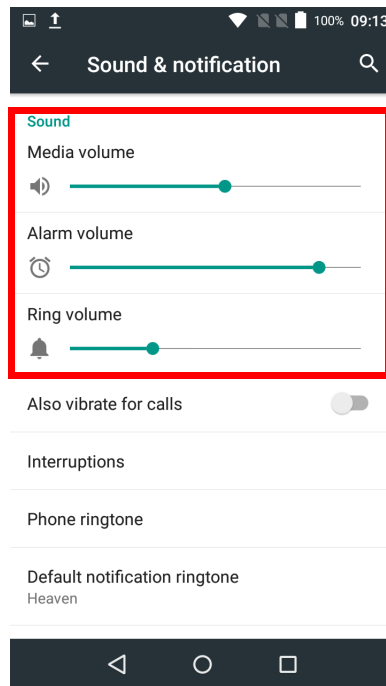 100% 09:13
Sound & notification
Sound
Media volume
Alarm volume
Ring volume
Also vibrate for calls
Interruptions
Phone ringtone
Default notification ringtone
Heaven